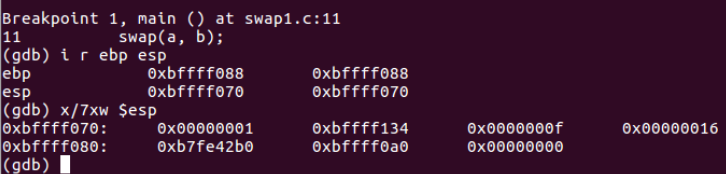 Breakpoint 1, main () at swap1.c:11
11 swap(a, b);
(gdb) i r ebp esp
ebp 0xbffff088 0xbffff088
esp 0xbffff070 0xbffff070
(gdb) x/7xw $esp
0xbffff070: 0x00000001 0xbffff134 0x0000000f 0x00000016
0xbffff080: 0xb7fe42b0 0xbffff0a0 0x00000000
(gdb)